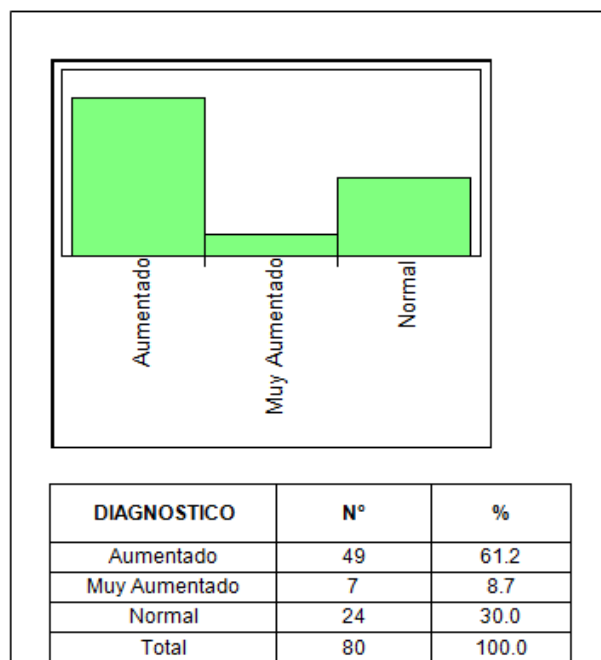 Aumentado
Muy Aumentado
Normal
DIAGNOSTICO N° %
Aumentado 49 61.2
Muy Aumentado 7 8.7
Normal 24 30.0
Total 80 100.0